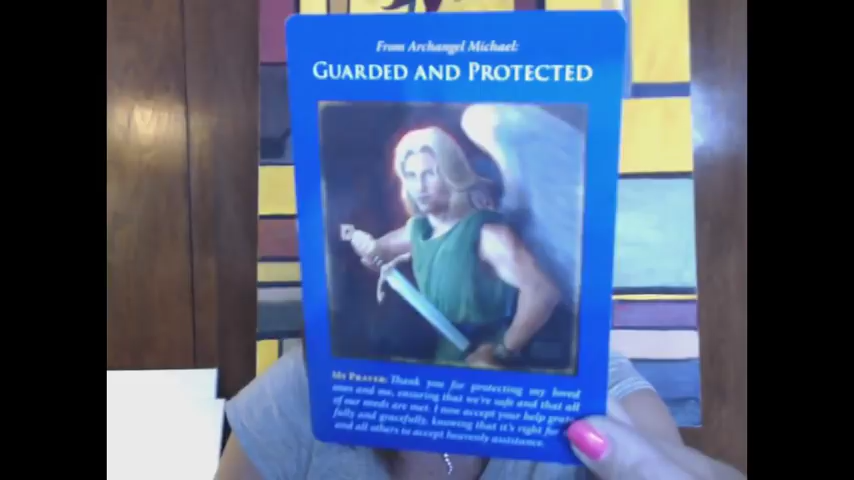 From Archangel Michael:
GUARDED AND PROTECTED
MY PRAYER: Thank you for protecting my loved
ones and me, ensuring that we're safe and that all
of our needs are met. I now accept your help
fully and gracefully, knowing that it's right for
and all others to accept heavenly assistance.